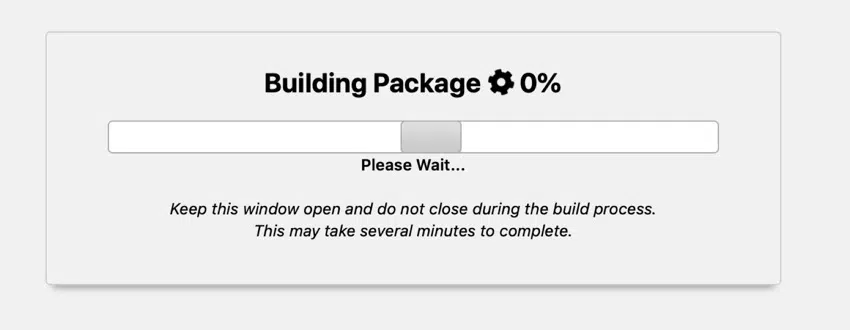 Building Package 0%
Please Wait...
Keep this window open and do not close during the build process.
This may take several minutes to complete.